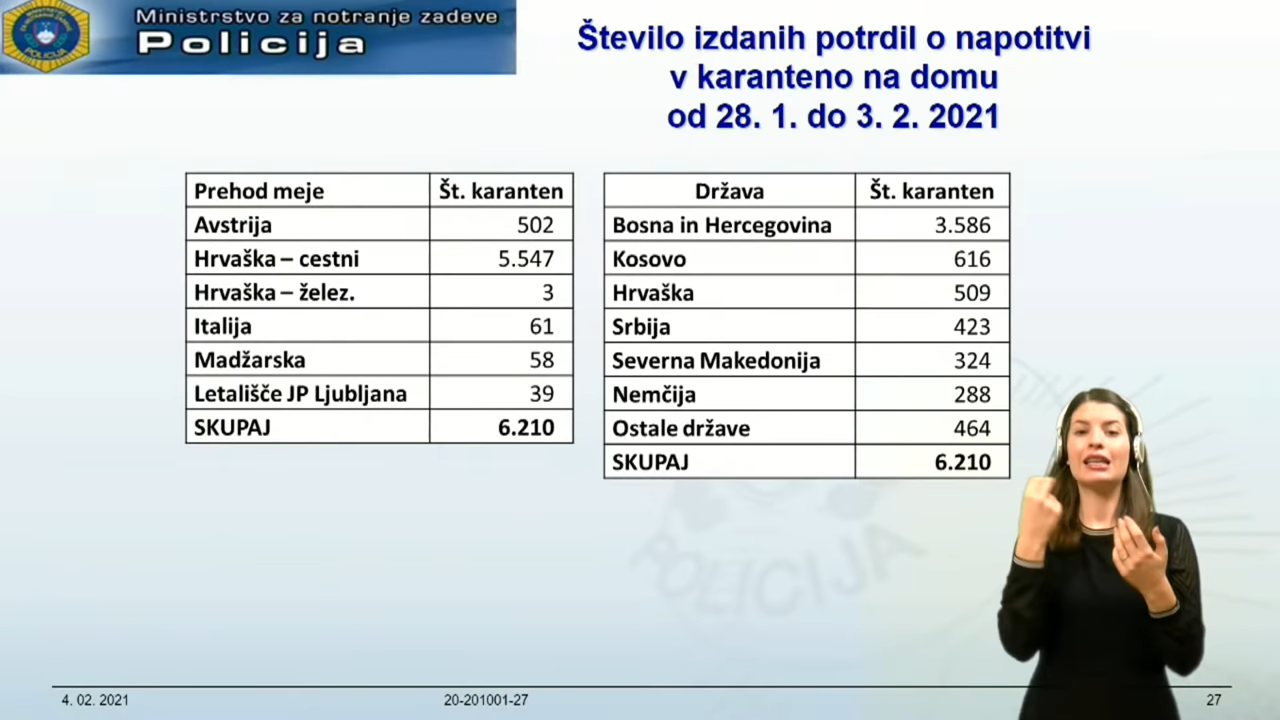 Ministrstvo za notranje zadeve
Policija
Število izdanih potrdil o napotitvi
v karanteno na domu
od 28. 1. do 3. 2. 2021
Prehod meje Št. karanten
Avstrija 502
Hrvaška – cestni 5.547
Hrvaška – želez. 3
Italija 61
Madžarska 58
Letališče JP Ljubljana 39
SKUPAJ 6.210
Država Št. karanten
Bosna in Hercegovina 3.586
Kosovo 616
Hrvaška 509
Srbija 423
Severna Makedonija 324
Nemčija 288
Ostale države 464
SKUPAJ 6.210
POLICIJA
4. 02. 2021
20-201001-27
27